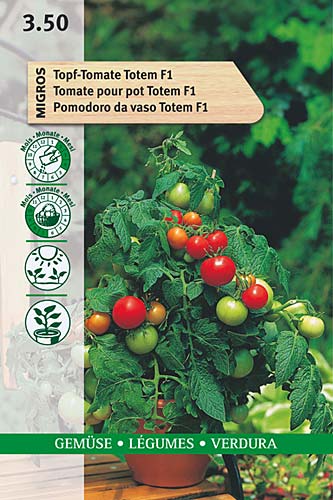 3.50
MIGROS
Topf-Tomate Totem F1
Tomate pour pot Totem F1
Pomodoro da vaso Totem F1
Mois • Monate • Mesi
Mois • Monate • Mesi
GEMÜSE • LÉGUMES • VERDURA